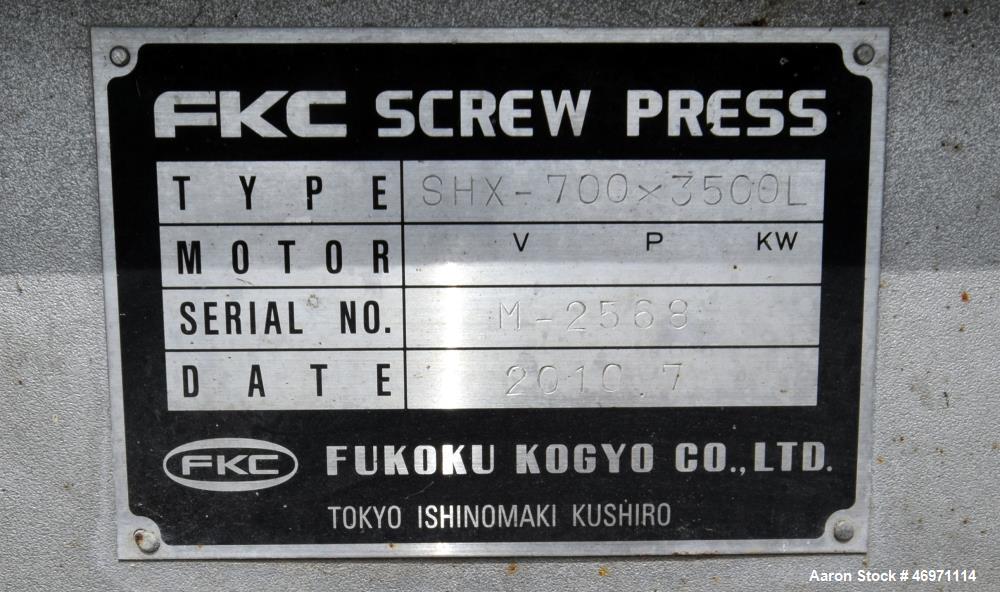 FKC SCREW PRESS
TYPE SHX-700×3500L
MOTOR V P KW
SERIAL NO. M-2568
DATE 2010.7
FKC FUKOKU KOGYO CO., LTD.
TOKYO ISHINOMAKI KUSHIRO
Aaron Stock # 46971114